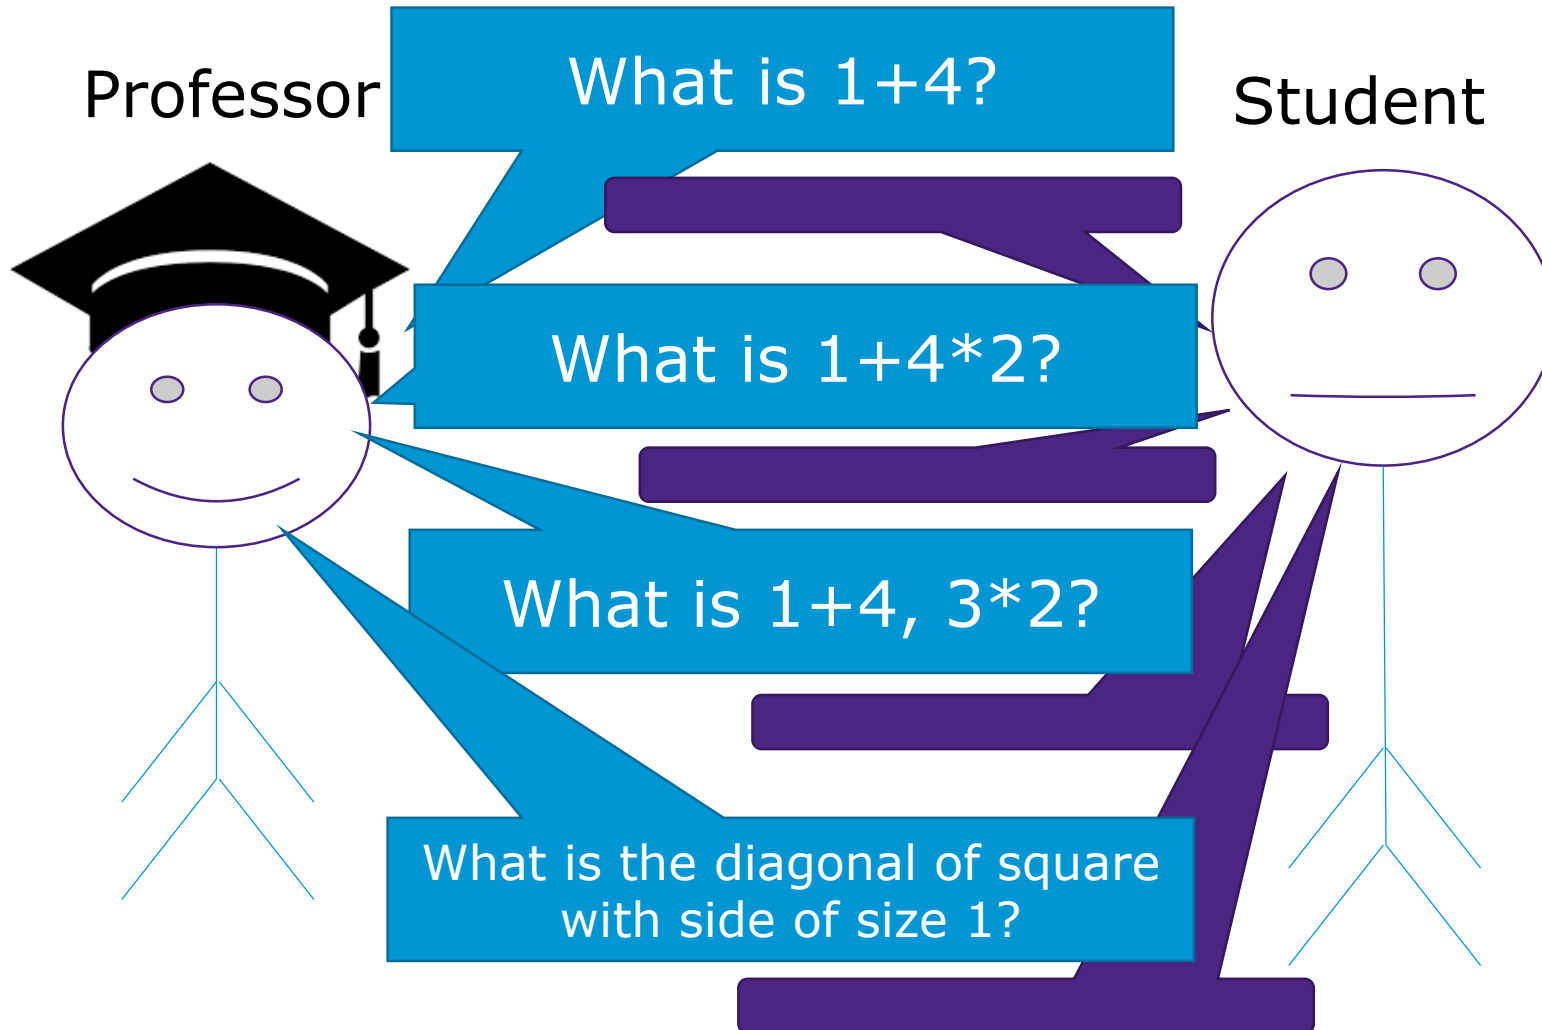 Professor
What is 1+4?
Student
What is 1+4*2?
What is 1+4, 3*2?
What is the diagonal of square
with side of size 1?